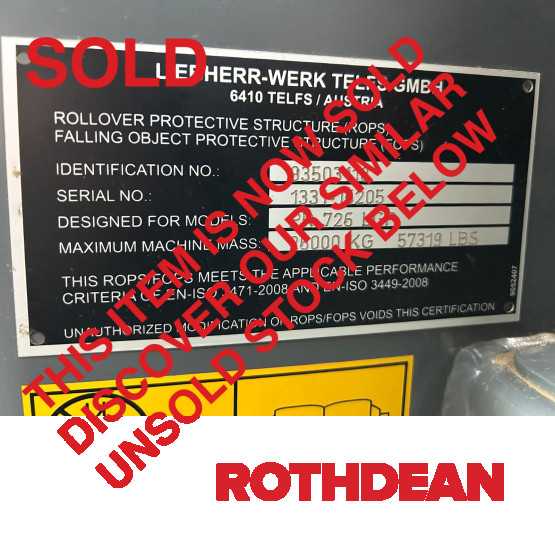 SOLD
LIEBHERR-WERK TELFS GMBH
6410 TELFS / AUSTRIA
ROLLOVER PROTECTIVE STRUCTURE (ROPS)
FALLING OBJECT PROTECTIVE STRUCTURE (FOPS)
IDENTIFICATION NO.:
SERIAL NO.:
DESIGNED FOR MODELS: 726
MAXIMUM MACHINE MASS: KG 57319 LBS
THIS ROPS/FOPS MEETS THE APPLICABLE PERFORMANCE
CRITERIA OF EN-ISO 3471-2008 AND EN-ISO 3449-2008
UNAUTHORIZED MODIFICATION OF ROPS/FOPS VOIDS THIS CERTIFICATION
9052407
THIS ITEM IS NOW SOLD
DISCOVER OUR SIMILAR
UNSOLD STOCK BELOW
ROTHDEAN